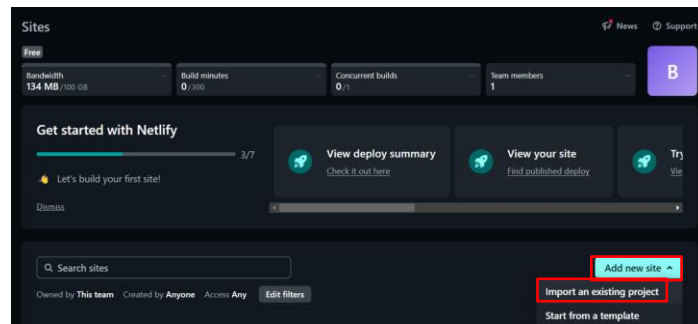 Sites
News
Support
Free
Bandwidth
134 MB/100 GB
Build minutes
0/300
Concurrent builds
0/1
Team members
1
B
Get started with Netlify
3/7
Let's build your first site!
Dismiss
View deploy summary
Check it out here
View your site
Find published deploy
Try
Vie
Search sites
Add new site
Owned by This team Created by Anyone Access Any Edit filters
Import an existing project
Start from a template